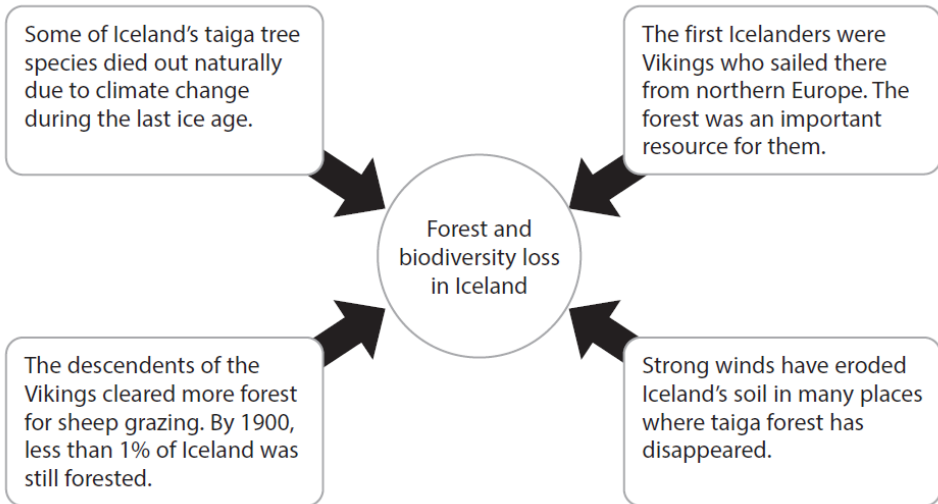 Some of Iceland's taiga tree
species died out naturally
due to climate change
during the last ice age.
The first Icelanders were
Vikings who sailed there
from northern Europe. The
forest was an important
resource for them.
Forest and
biodiversity loss
in Iceland
The descendents of the
Vikings cleared more forest
for sheep grazing. By 1900,
less than 1% of Iceland was
still forested.
Strong winds have eroded
Iceland's soil in many places
where taiga forest has
disappeared.